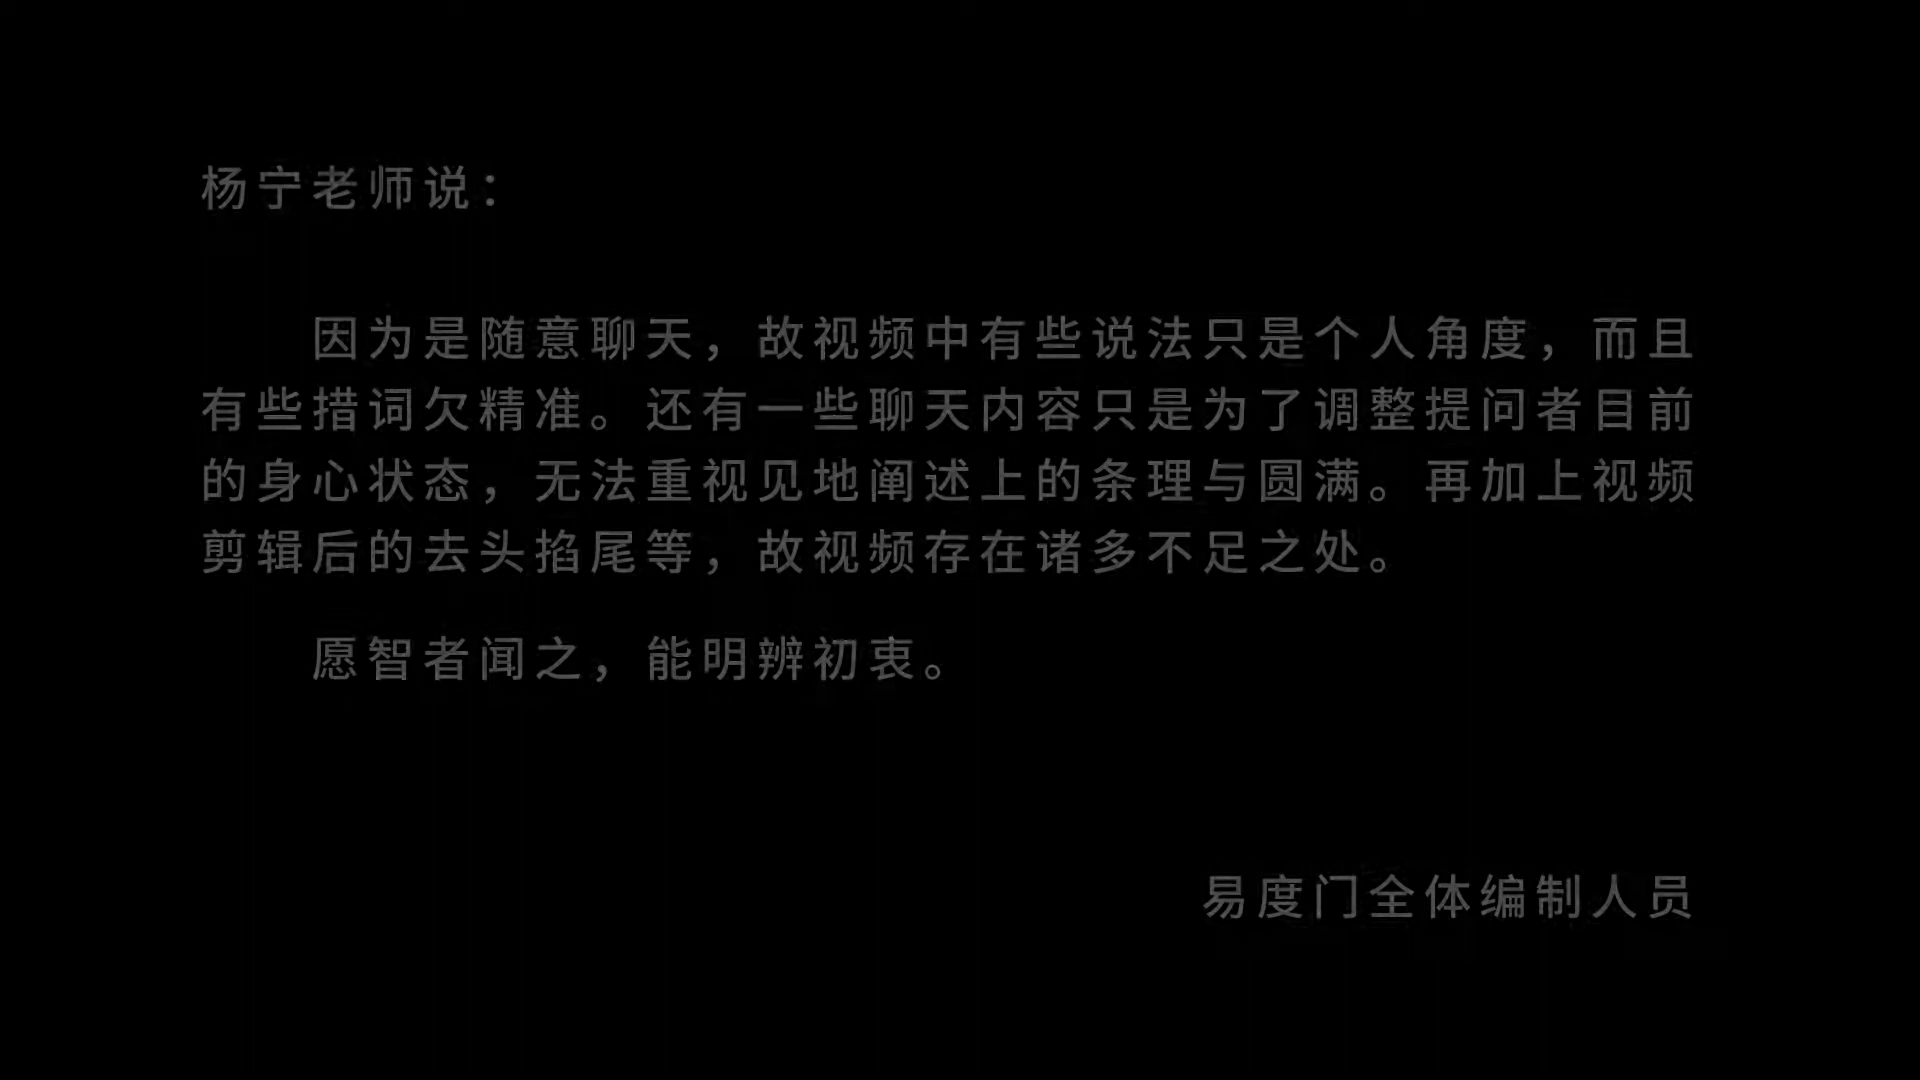 杨宁老师说：
因为是随意聊天，故视频中有些说法只是个人角度，而且
有些措词欠精准。还有一些聊天内容只是为了调整提问者目前
的身心状态，无法重视见地阐述上的条理与圆满。再加上视频
剪辑后的去头掐尾等，故视频存在诸多不足之处。
愿智者闻之，能明辨初衷。
易度门全体编制人员